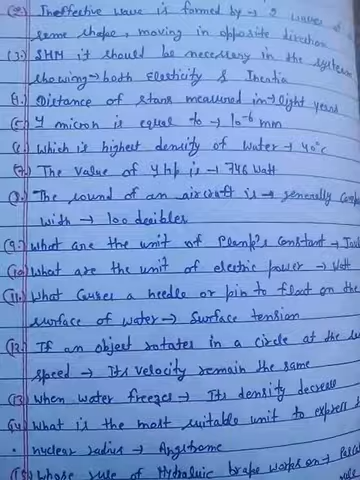 (2) Ineffective wave is formed by → 2 waves of
same shape, moving in opposite direction
(3) SHM it should be necessary in the system
showing → both Elasticity & Inertia
4. Distance of stars measured in → light years
(5) 1 micron is equal to → 10⁻⁶ mm
(6) Which is highest density of water → 40°C
(7) The value of 1 hp is → 746 Watt
(8) The sound of an aircraft is → generally
with → 100 decibles
(9) What are the unit of Plank's constant →
(10) What are the unit of electric power → Watt
(11) What causes a needle or pin to float on the
surface of water → Surface tension
(12) If an object rotates in a circle at the
speed → Its velocity remain the same
(13) When water freezes → Its density decrease
(14) What is the most suitable unit to express
nuclear radius → Angstrome
(15) Whose rule of Hydraluic brake works on →